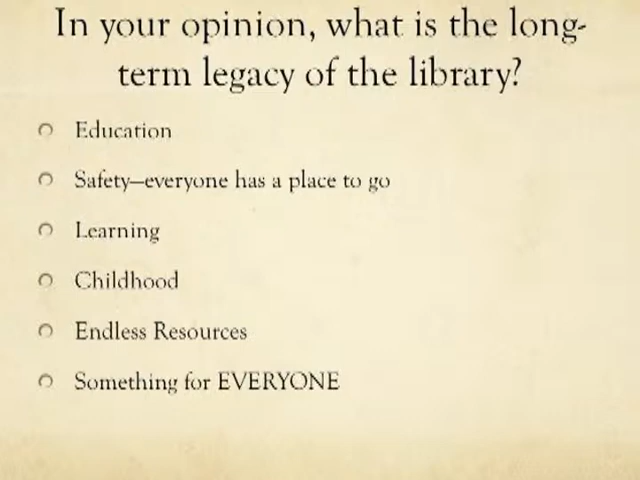 In your opinion, what is the long-
term legacy of the library?
Education
Safety—everyone has a place to go
Learning
Childhood
Endless Resources
Something for EVERYONE